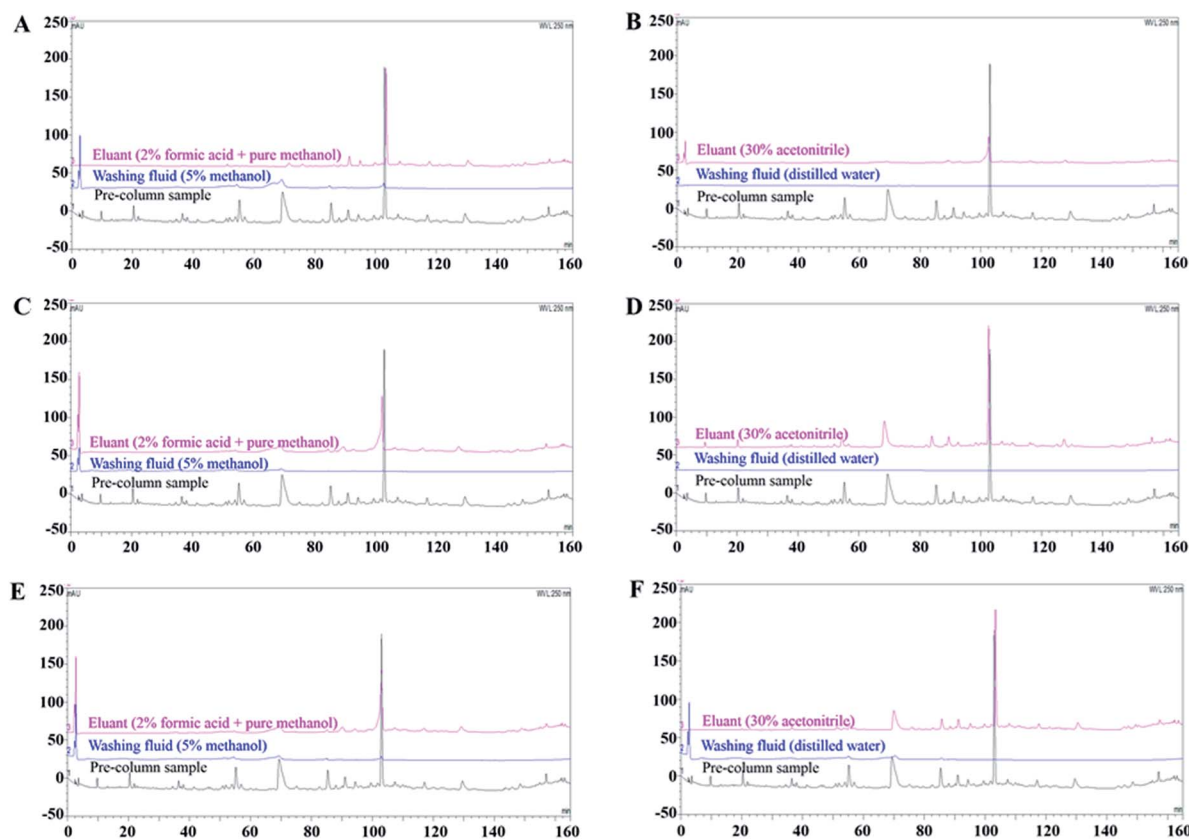 A
250
200
150
100
50
0
-50
mAU
WVL:250 nm
Eluant (2% formic acid + pure methanol)
Washing fluid (5% methanol)
Pre-column sample
min
0 20 40 60 80 100 120 140 160
B
250
200
150
100
50
0
-50
mAU
WVL:250 nm
Eluant (30% acetonitrile)
Washing fluid (distilled water)
Pre-column sample
min
0 20 40 60 80 100 120 140 160
C
250
200
150
100
50
0
-50
mAU
WVL:250 nm
Eluant (2% formic acid + pure methanol)
Washing fluid (5% methanol)
Pre-column sample
min
0 20 40 60 80 100 120 140 160
D
250
200
150
100
50
0
-50
mAU
WVL:250 nm
Eluant (30% acetonitrile)
Washing fluid (distilled water)
Pre-column sample
min
0 20 40 60 80 100 120 140 160
E
250
200
150
100
50
0
-50
mAU
WVL:250 nm
Eluant (2% formic acid + pure methanol)
Washing fluid (5% methanol)
Pre-column sample
min
0 20 40 60 80 100 120 140 160
F
250
200
150
100
50
0
-50
mAU
WVL:250 nm
Eluant (30% acetonitrile)
Washing fluid (distilled water)
Pre-column sample
min
0 20 40 60 80 100 120 140 160